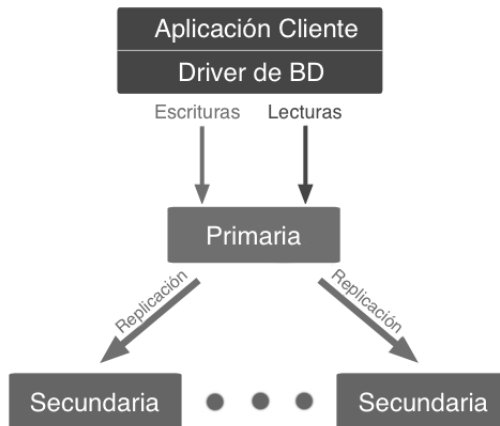 Aplicación Cliente
Driver de BD
Escrituras
Lecturas
Primaria
Replicación
Replicación
Secundaria
Secundaria